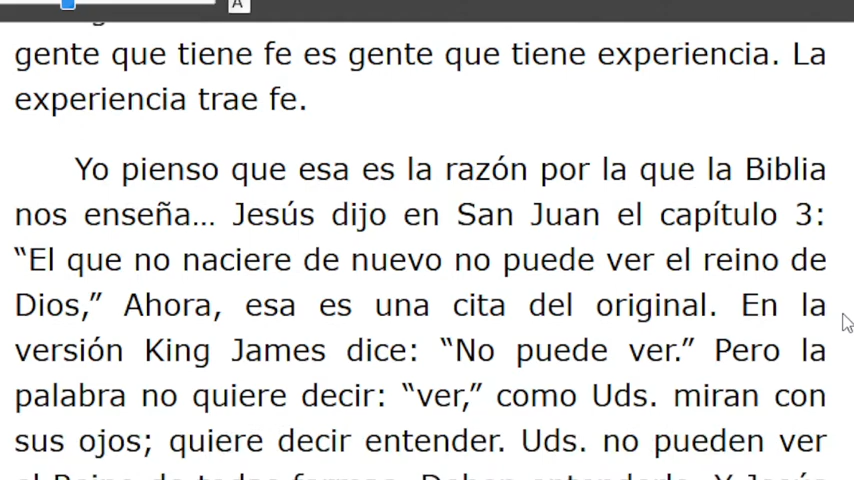 A
gente que tiene fe es gente que tiene experiencia. La
experiencia trae fe.
Yo pienso que esa es la razón por la que la Biblia
nos enseña… Jesús dijo en San Juan el capítulo 3:
“El que no naciere de nuevo no puede ver el reino de
Dios,” Ahora, esa es una cita del original. En la
versión King James dice: “No puede ver.” Pero la
palabra no quiere decir: “ver,” como Uds. miran con
sus ojos; quiere decir entender. Uds. no pueden ver